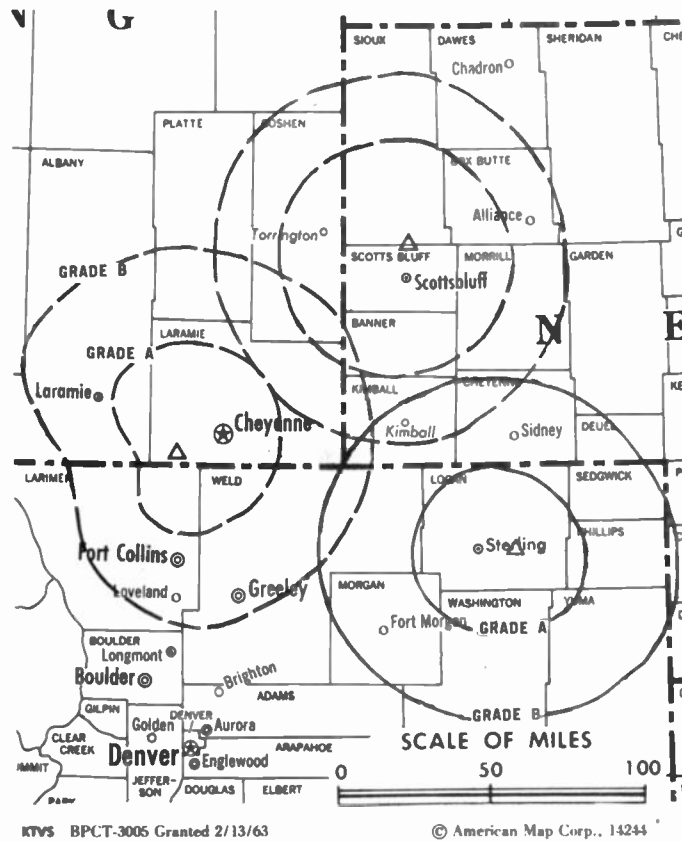 N G
SIOUX DAWES SHERIDAN CHE
Chadron
PLATTE GOSHEN
ALBANY BOX BUTTE
Alliance
Torrington
SCOTTS BLUFF MORRILL GARDEN
GRADE B
Scottsbluff
N E
BANNER
LARAMIE
GRADE A
KIMBALL CHEYENNE KE
Laramie
Cheyenne Kimball Sidney DEUEL
LARIMER WELD LOGAN SEDGWICK
PHILLIPS
Sterling
Fort Collins
Loveland Greeley MORGAN
WASHINGTON YUMA
Fort Morgan GRADE A
BOULDER
Longmont
Boulder
Brighton
ADAMS
GILPIN
GRADE B
DENVER
Golden Aurora
CLEAR CREEK
SCALE OF MILES
Denver
ARAPAHOE
Englewood
MMIT
0 50 100
JEFFER-
SON DOUGLAS ELBERT
PARK
KTVS BPCT-3005 Granted 2/13/63 © American Map Corp., 14244